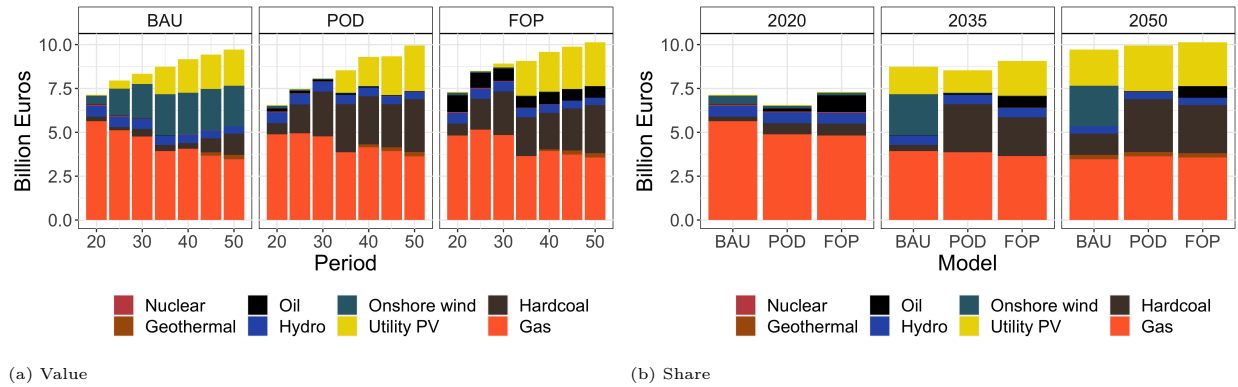 BAU POD FOP
Billion Euros
10.0
7.5
5.0
2.5
0.0
20 30 40 50 20 30 40 50 20 30 40 50
Period
Nuclear Oil Onshore wind Hardcoal
Geothermal Hydro Utility PV Gas
(a) Value
2020 2035 2050
Billion Euros
10.0
7.5
5.0
2.5
0.0
BAU POD FOP BAU POD FOP BAU POD FOP
Model
Nuclear Oil Onshore wind Hardcoal
Geothermal Hydro Utility PV Gas
(b) Share